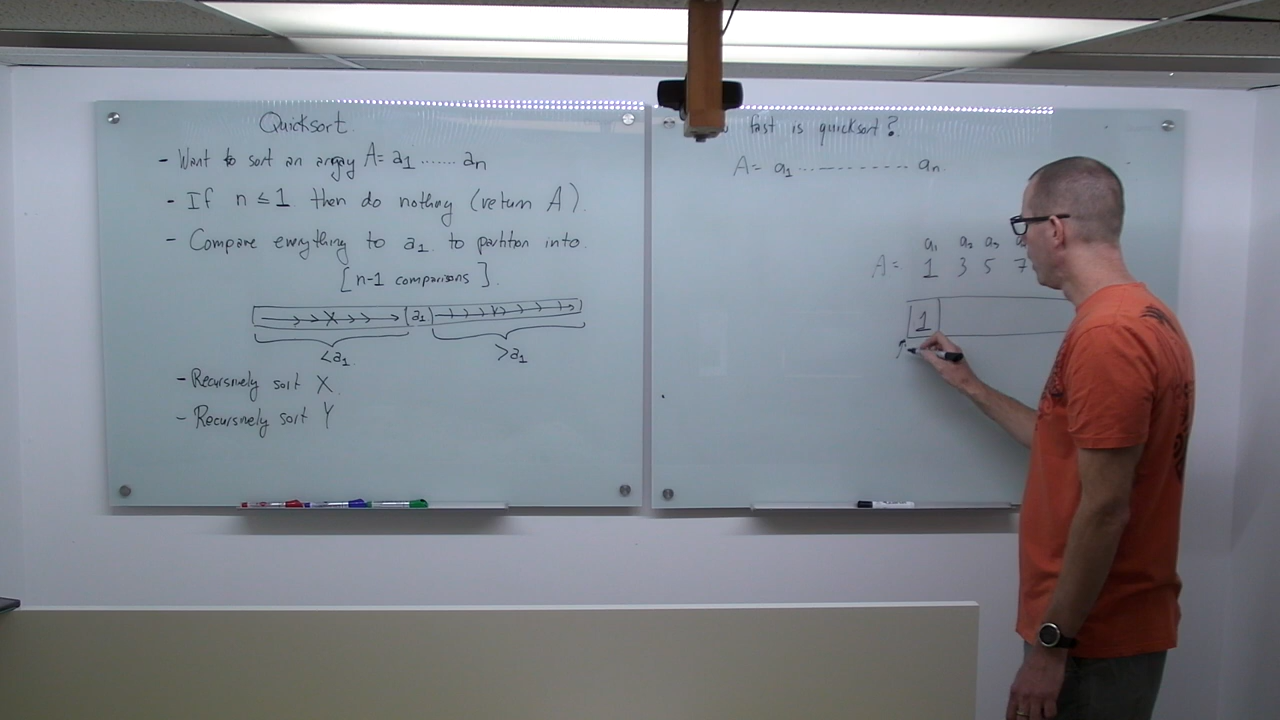 Quicksort.
- Want to sort an array A= a1 ....... an
- If n ≤ 1 then do nothing (return A).
- Compare everything to a1 to partition into.
[n-1 comparisons].
X a1
<a1. >a1
- Recursively sort X.
- Recursively sort Y
fast is quicksort?
A= a1 ........... an.
a1 a2 a3 a
A= 1 3 5 7
1